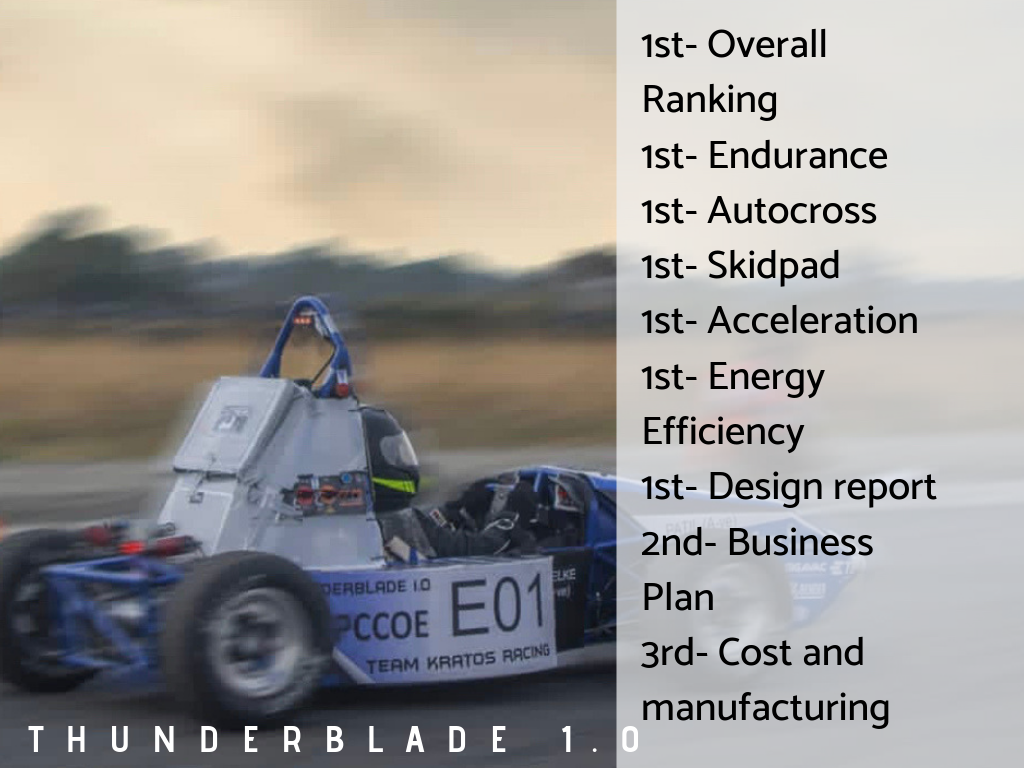 1st- Overall
Ranking
1st- Endurance
1st- Autocross
1st- Skidpad
1st- Acceleration
1st- Energy
Efficiency
1st- Design report
2nd- Business
Plan
3rd- Cost and
manufacturing
DERBLADE 1.0
PCCOE E01
TEAM KRATOS RACING
THUNDERBLADE 1.0